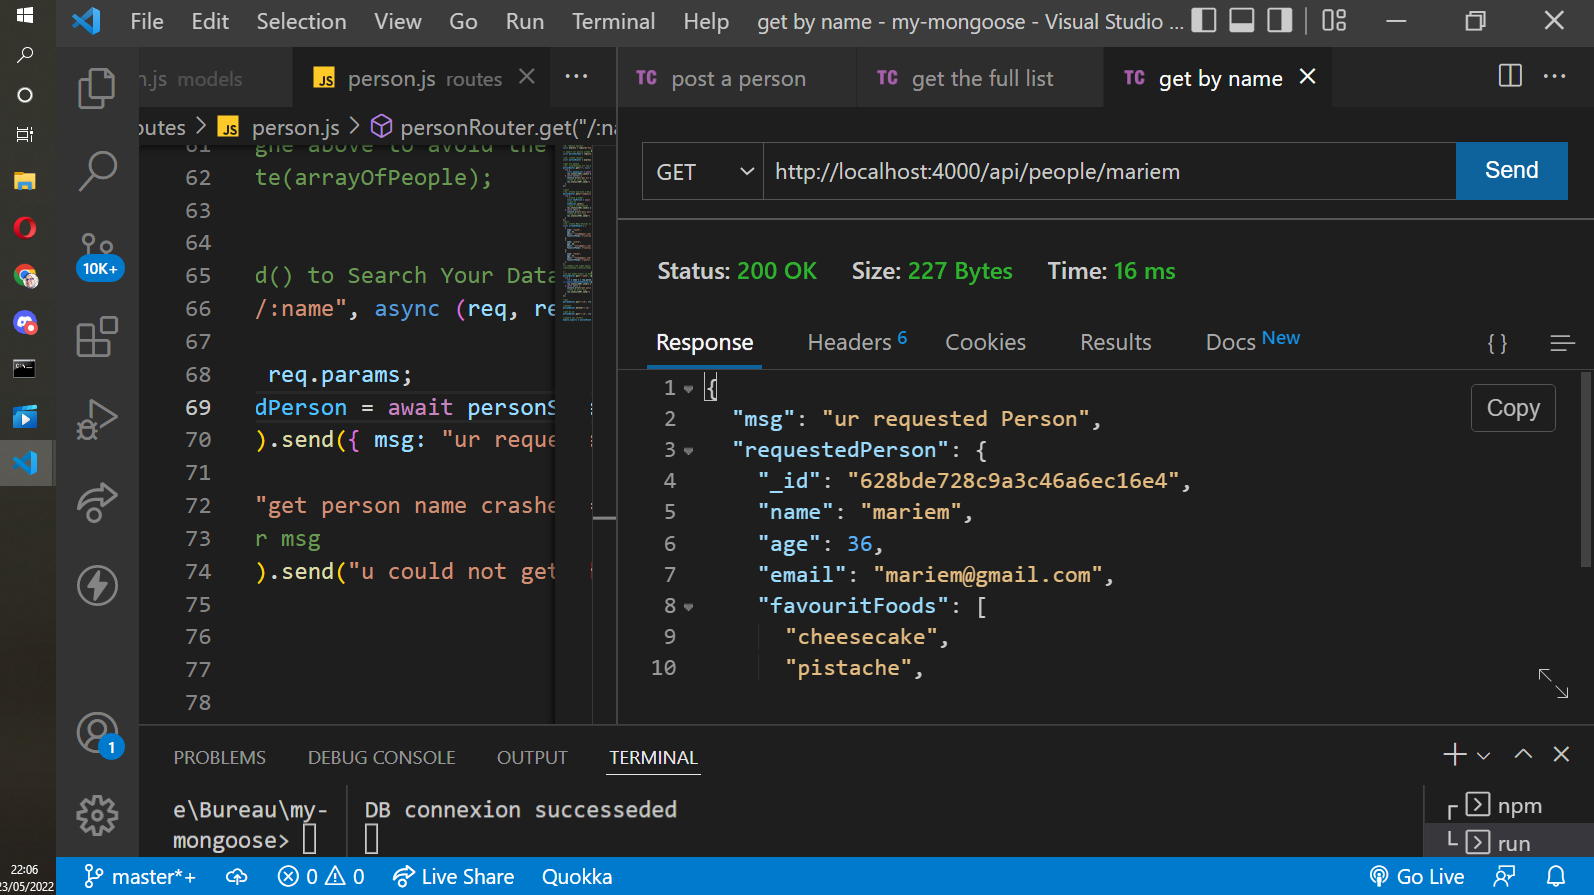 File Edit Selection View Go Run Terminal Help get by name - my-mongoose - Visual Studio ...
n.js models
JS person.js routes
TC post a person
TC get the full list
TC get by name
outes > JS person.js > personRouter.get("/:na
GET http://localhost:4000/api/people/mariem Send
Status: 200 OK Size: 227 Bytes Time: 16 ms
Response Headers 6 Cookies Results Docs New { }
61 ghe above to avoid the
62 te(arrayOfPeople);
63
64
65 d() to Search Your Data
66 /:name", async (req, re
67
68 req.params;
69 dPerson = await personS
70 ).send({ msg: "ur reque
71
72 "get person name crashe
73 r msg
74 ).send("u could not get
75
76
77
78
1 {
2 "msg": "ur requested Person",
3 "requestedPerson": {
4 "_id": "628bde728c9a3c46a6ec16e4",
5 "name": "mariem",
6 "age": 36,
7 "email": "mariem@gmail.com",
8 "favouritFoods": [
9 "cheesecake",
10 "pistache",
Copy
10K+
1
PROBLEMS DEBUG CONSOLE OUTPUT TERMINAL
e\Bureau\my-
mongoose>
DB connexion successeded
npm
run
22:06
23/05/2022
master*+ 0 0 Live Share Quokka Go Live